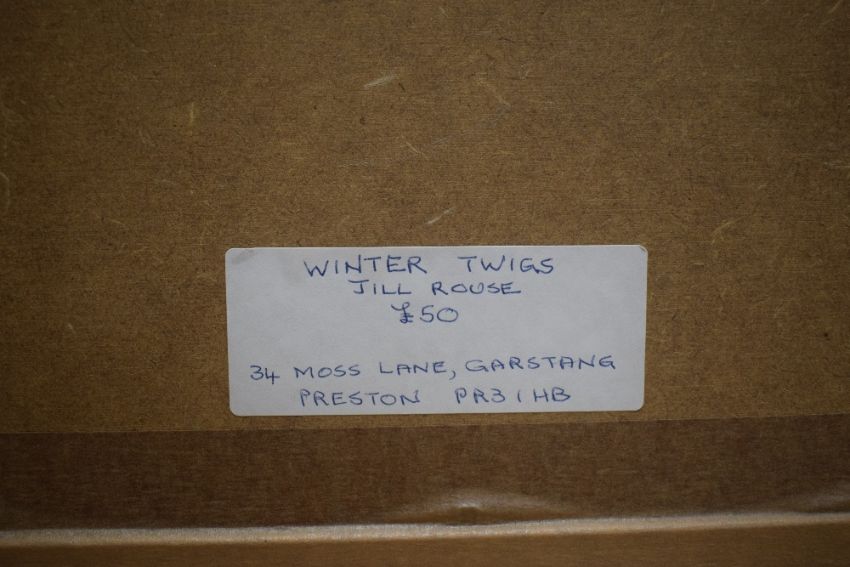 WINTER TWIGS
JILL ROUSE
£50
34 MOSS LANE, GARSTANG
PRESTON PR3 1HB